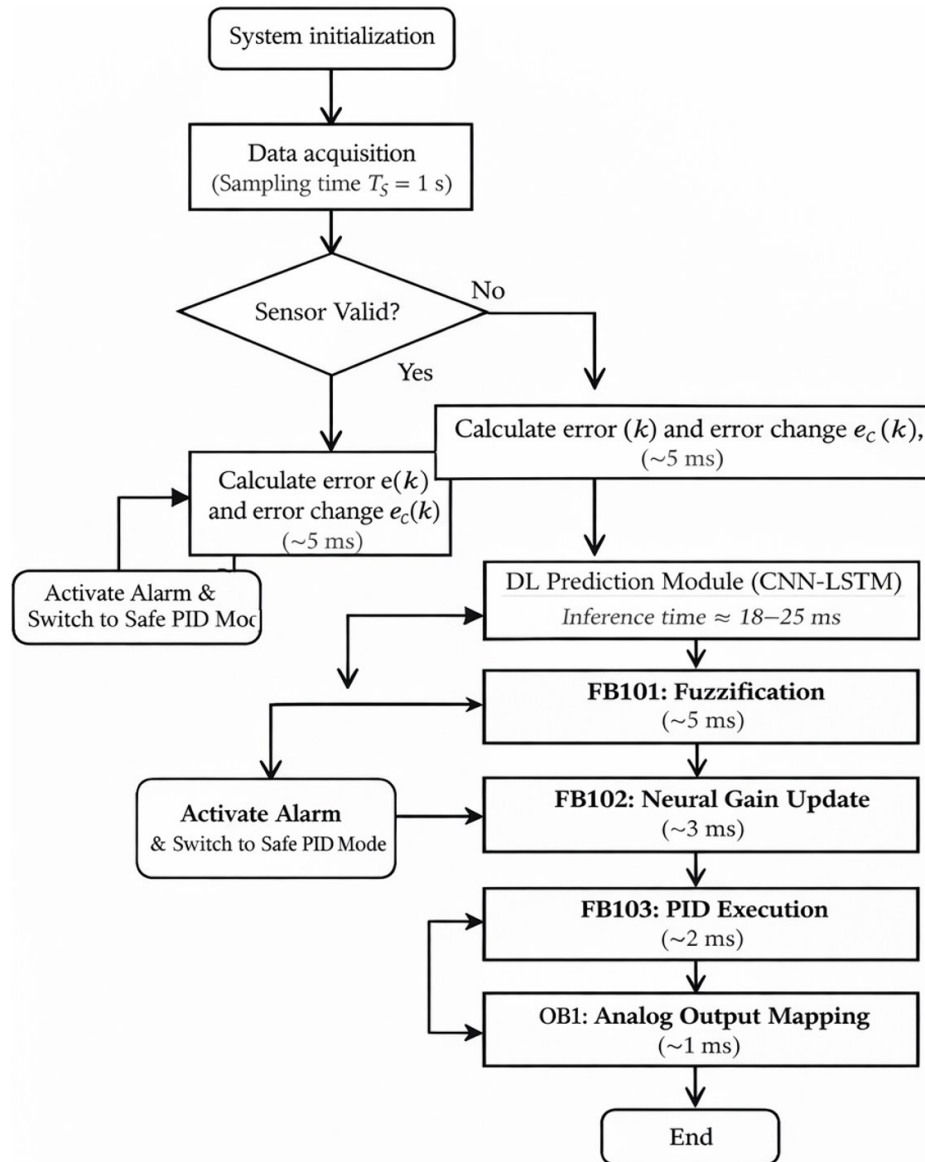 System initialization
Data acquisition
(Sampling time T_S = 1 s)
Sensor Valid?
No
Yes
Calculate error (k) and error change e_c(k),
(~5 ms)
Calculate error e(k)
and error change e_c(k)
(~5 ms)
Activate Alarm &
Switch to Safe PID Moc
DL Prediction Module (CNN-LSTM)
Inference time ≈ 18–25 ms
FB101: Fuzzification
(~5 ms)
Activate Alarm
& Switch to Safe PID Mode
FB102: Neural Gain Update
(~3 ms)
FB103: PID Execution
(~2 ms)
OB1: Analog Output Mapping
(~1 ms)
End